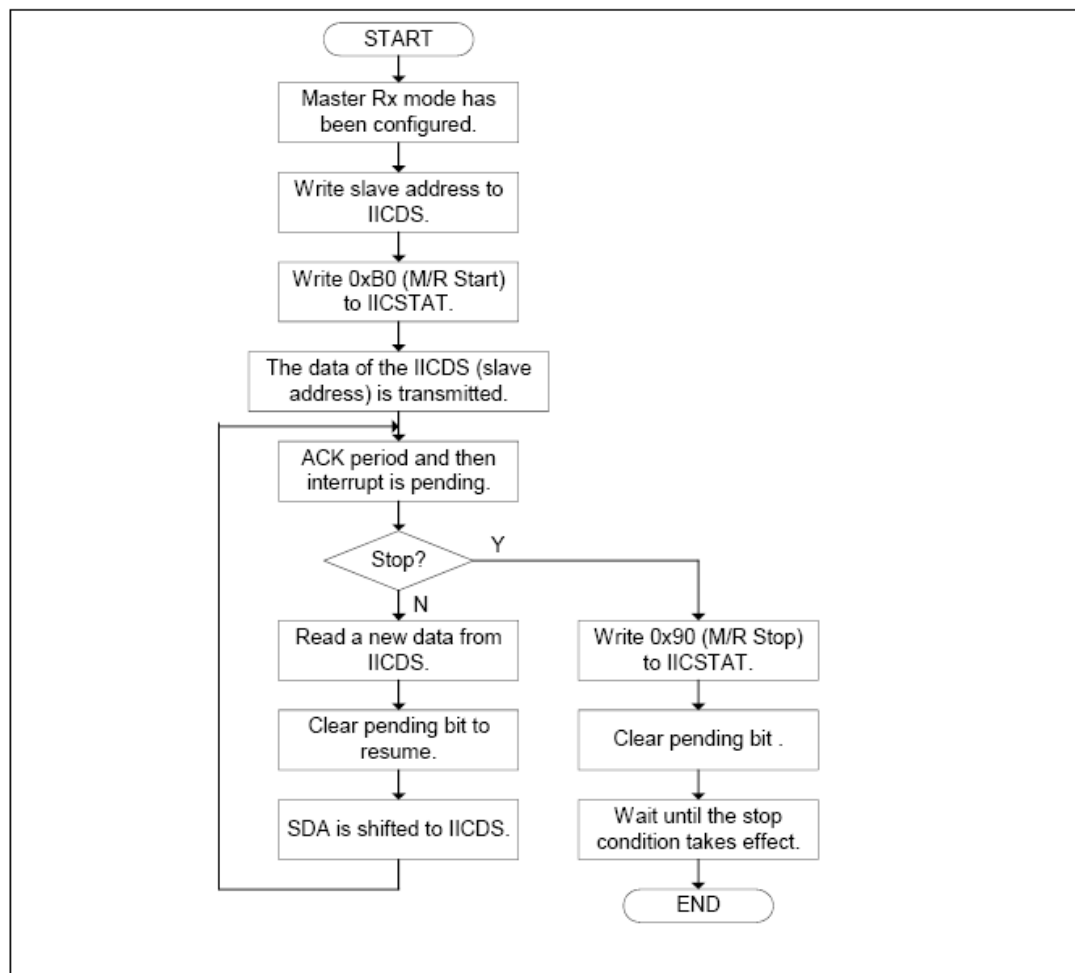 START
Master Rx mode has
been configured.
Write slave address to
IICDS.
Write 0xB0 (M/R Start)
to IICSTAT.
The data of the IICDS (slave
address) is transmitted.
ACK period and then
interrupt is pending.
Stop?
Y
N
Read a new data from
IICDS.
Clear pending bit to
resume.
SDA is shifted to IICDS.
Write 0x90 (M/R Stop)
to IICSTAT.
Clear pending bit .
Wait until the stop
condition takes effect.
END